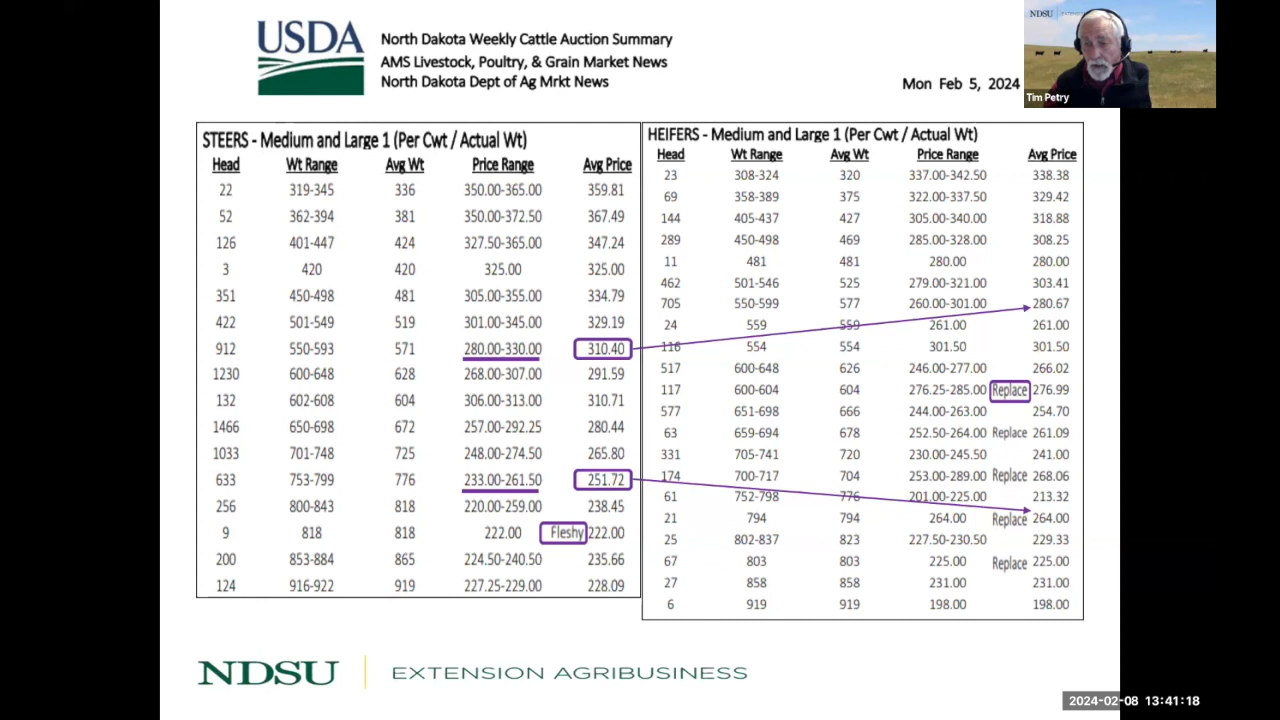 USDA
North Dakota Weekly Cattle Auction Summary
AMS Livestock, Poultry, & Grain Market News
North Dakota Dept of Ag Mrkt News
Mon Feb 5, 2024
NDSU
Tim Petry
STEERS - Medium and Large 1 (Per Cwt / Actual Wt)
Head Wt Range Avg Wt Price Range Avg Price
22 319-345 336 350.00-365.00 359.81
52 362-394 381 350.00-372.50 367.49
126 401-447 424 327.50-365.00 347.24
3 420 420 325.00 325.00
351 450-498 481 305.00-355.00 334.79
422 501-549 519 301.00-345.00 329.19
912 550-593 571 280.00-330.00 310.40
1230 600-648 628 268.00-307.00 291.59
132 602-608 604 306.00-313.00 310.71
1466 650-698 672 257.00-292.25 280.44
1033 701-748 725 248.00-274.50 265.80
633 753-799 776 233.00-261.50 251.72
256 800-843 818 220.00-259.00 238.45
9 818 818 222.00 Fleshy 222.00
200 853-884 865 224.50-240.50 235.66
124 916-922 919 227.25-229.00 228.09
HEIFERS - Medium and Large 1 (Per Cwt / Actual Wt)
Head Wt Range Avg Wt Price Range Avg Price
23 308-324 320 337.00-342.50 338.38
69 358-389 375 322.00-337.50 329.42
144 405-437 427 305.00-340.00 318.88
289 450-498 469 285.00-328.00 308.25
11 481 481 280.00 280.00
462 501-546 525 279.00-321.00 303.41
705 550-599 577 260.00-301.00 280.67
24 559 559 261.00 261.00
116 554 554 301.50 301.50
517 600-648 626 246.00-277.00 266.02
117 600-604 604 276.25-285.00 Replace 276.99
577 651-698 666 244.00-263.00 254.70
63 659-694 678 252.50-264.00 Replace 261.09
331 705-741 720 230.00-245.50 241.00
174 700-717 704 253.00-289.00 Replace 268.06
61 752-798 776 201.00-225.00 213.32
21 794 794 264.00 Replace 264.00
25 802-837 823 227.50-230.50 229.33
67 803 803 225.00 Replace 225.00
27 858 858 231.00 231.00
6 919 919 198.00 198.00
NDSU EXTENSION AGRIBUSINESS
2024-02-08 13:41:18